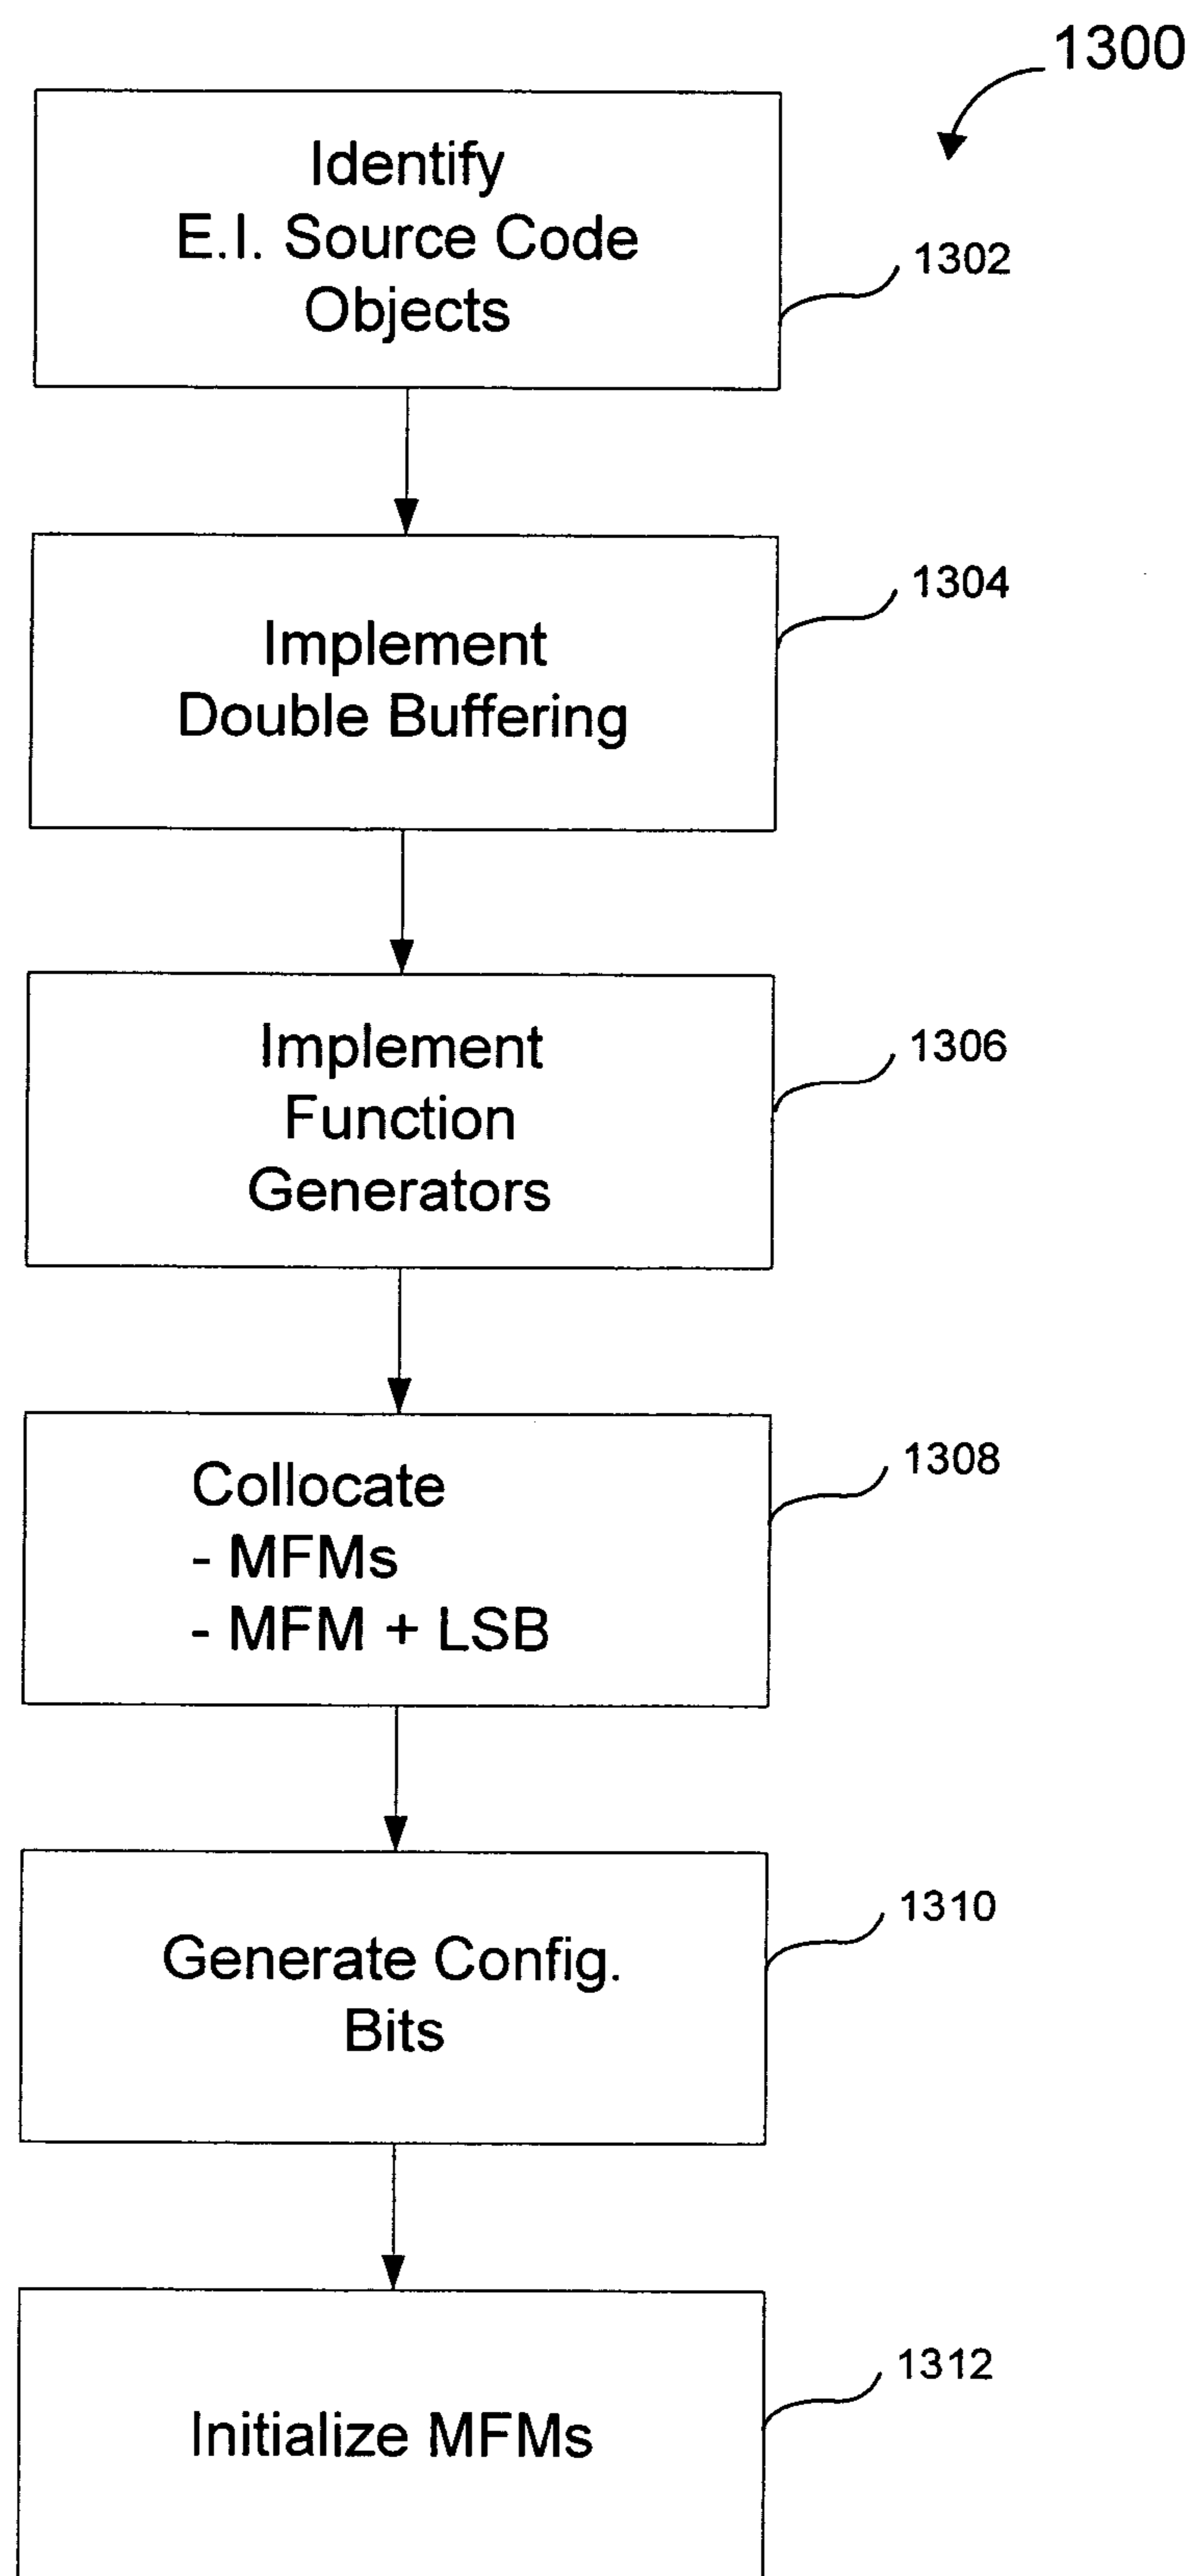 1300
Identify
E.I. Source Code
Objects
1302
Implement
Double Buffering
1304
Implement
Function
Generators
1306
Collocate
- MFMs
- MFM + LSB
1308
Generate Config.
Bits
1310
Initialize MFMs
1312